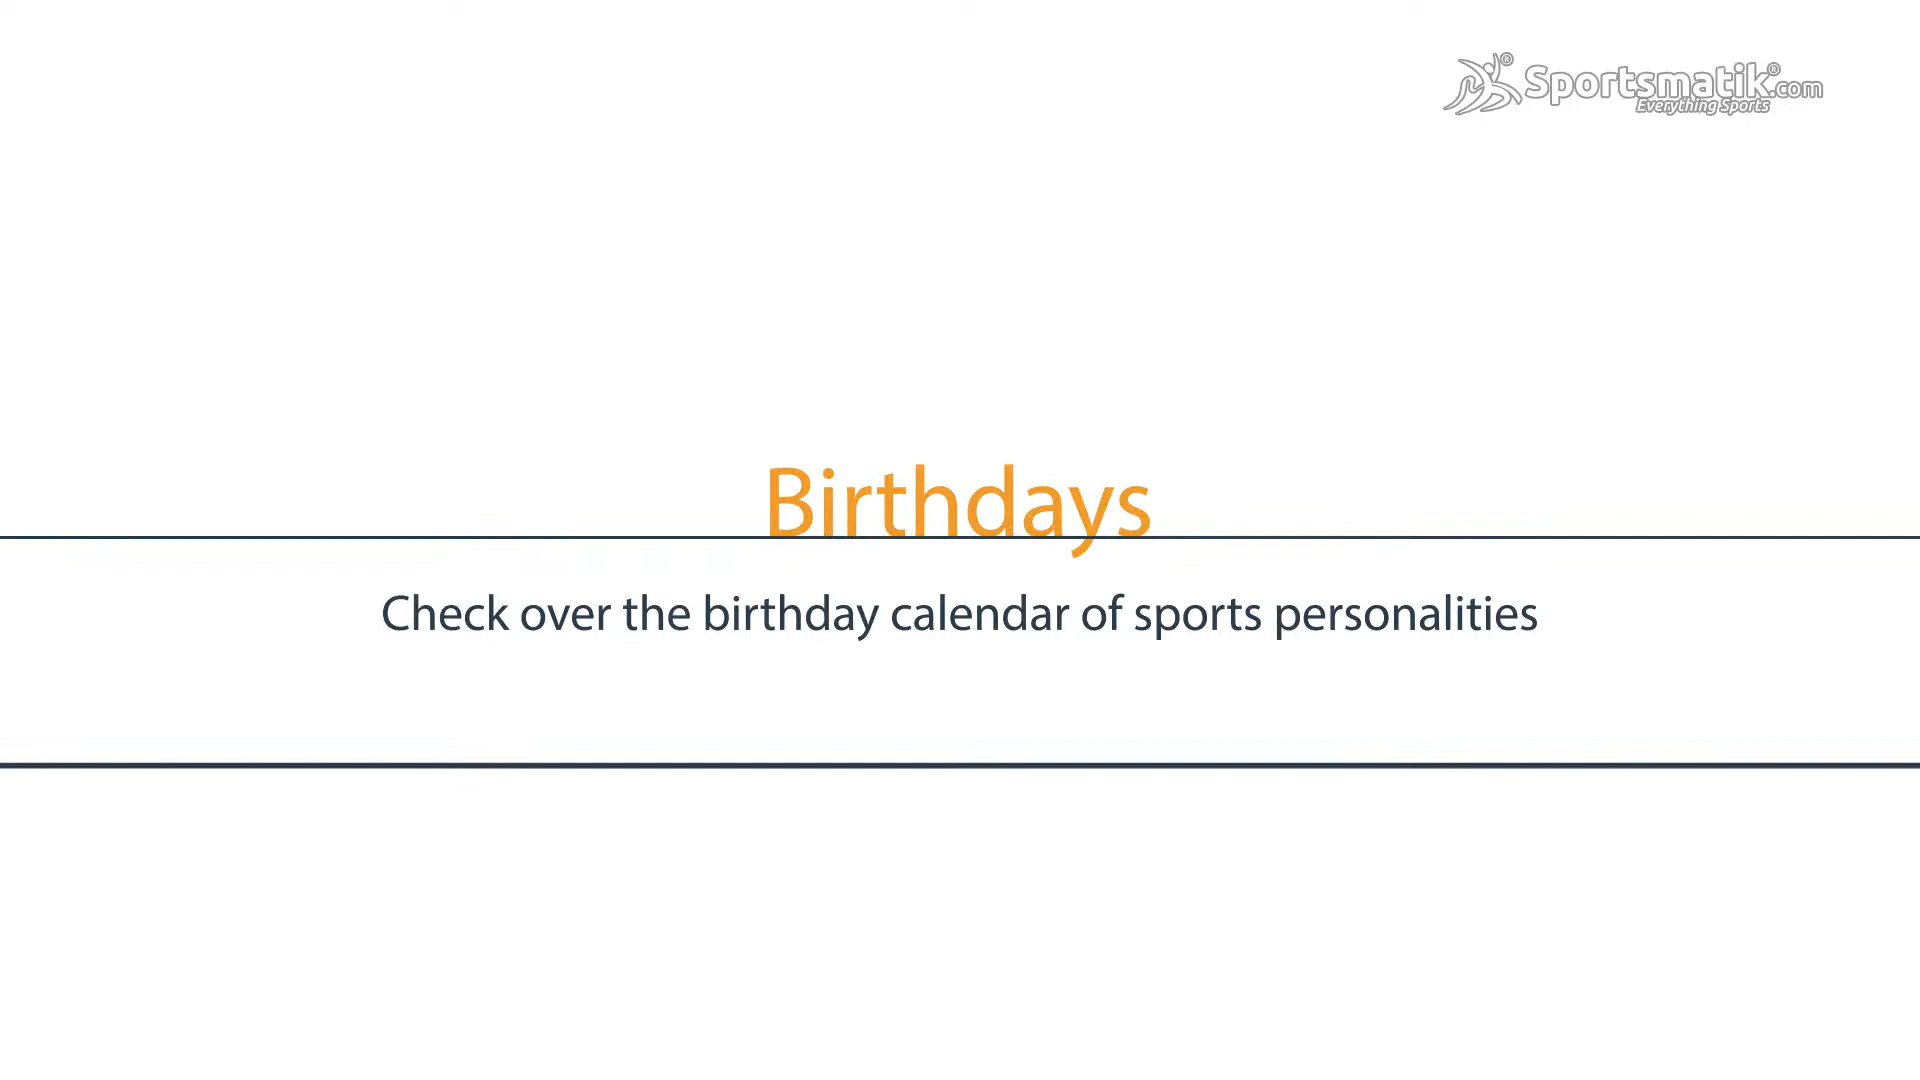 Sportsmatik®.com
Everything Sports
Birthdays
Check over the birthday calendar of sports personalities